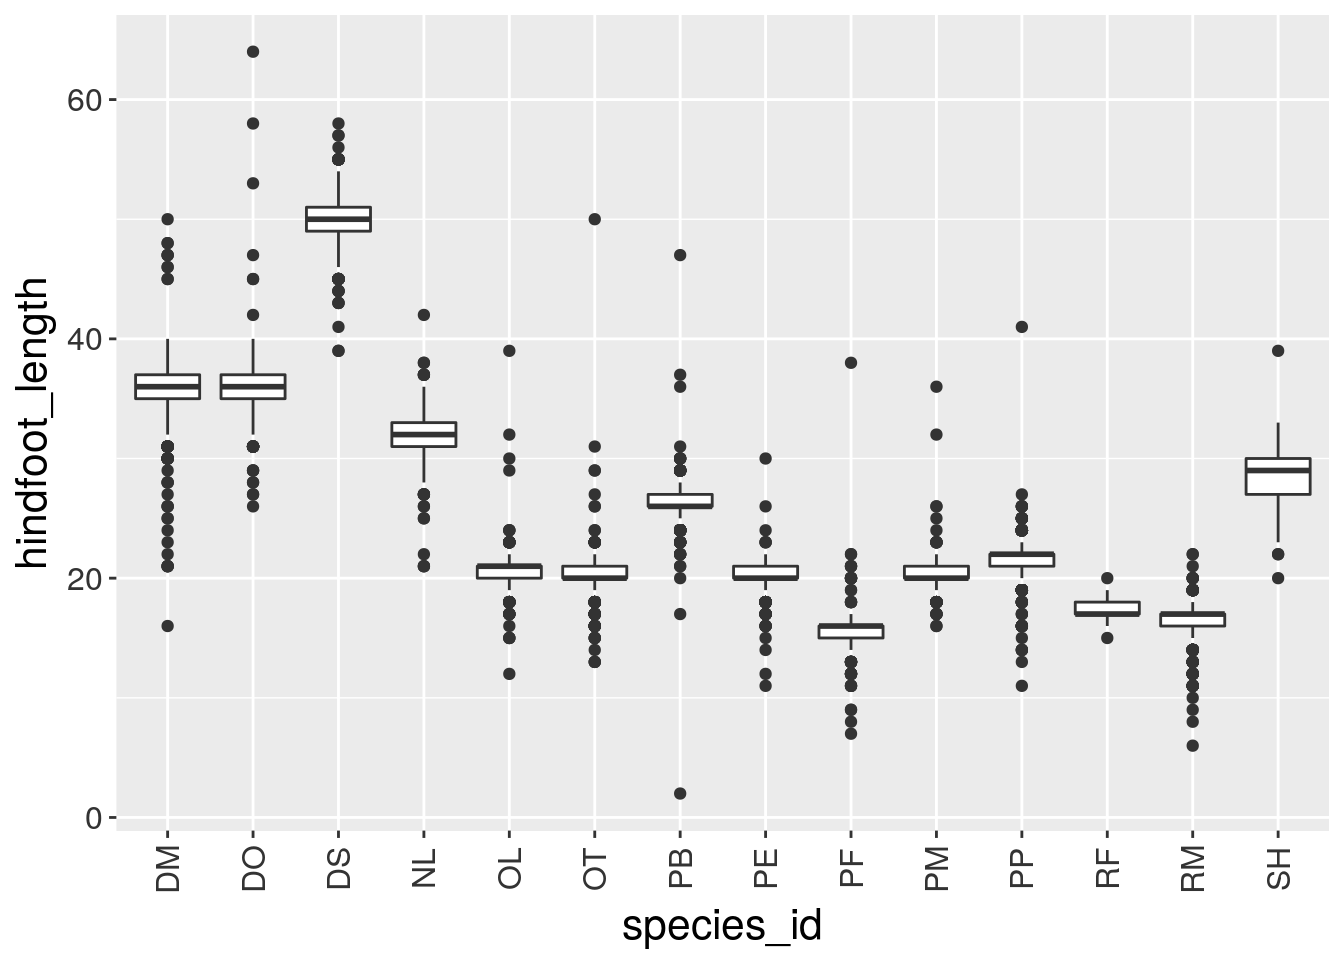 hindfoot_length
60
40
20
0
DM DO DS NL OL OT PB PE PF PM PP RF RM SH
species_id